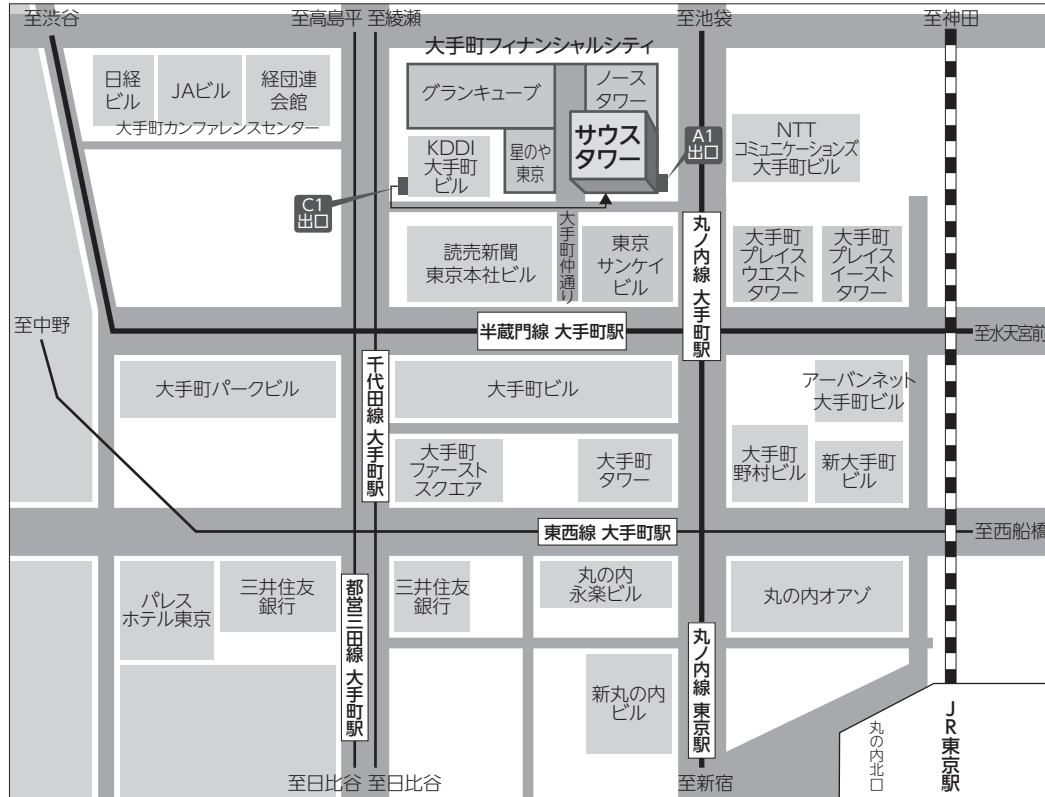 至渋谷
至高島平
至綾瀬
至池袋
至神田
大手町フィナンシャルシティ
日経
ビル
JAビル
経団連
会館
大手町カンファレンスセンター
グランキューブ
ノース
タワー
サウス
タワー
A1
出口
KDDI
大手町
ビル
星のや
東京
C1
出口
NTT
コミュニケーションズ
大手町ビル
読売新聞
東京本社ビル
大手町仲通り
東京
サンケイ
ビル
丸ノ内線 大手町駅
大手町
プレイス
ウエスト
タワー
大手町
プレイス
イースト
タワー
至中野
半蔵門線 大手町駅
至水天宮前
大手町パークビル
千代田線 大手町駅
大手町ビル
アーバンネット
大手町ビル
大手町
ファースト
スクエア
大手町
タワー
大手町
野村ビル
新大手町
ビル
東西線 大手町駅
至西船橋
パレス
ホテル東京
三井住友
銀行
都営三田線 大手町駅
三井住友
銀行
丸の内
永楽ビル
丸の内オアゾ
新丸の内
ビル
丸ノ内線 東京駅
丸の内北口
JR東京駅
至日比谷
至日比谷
至新宿